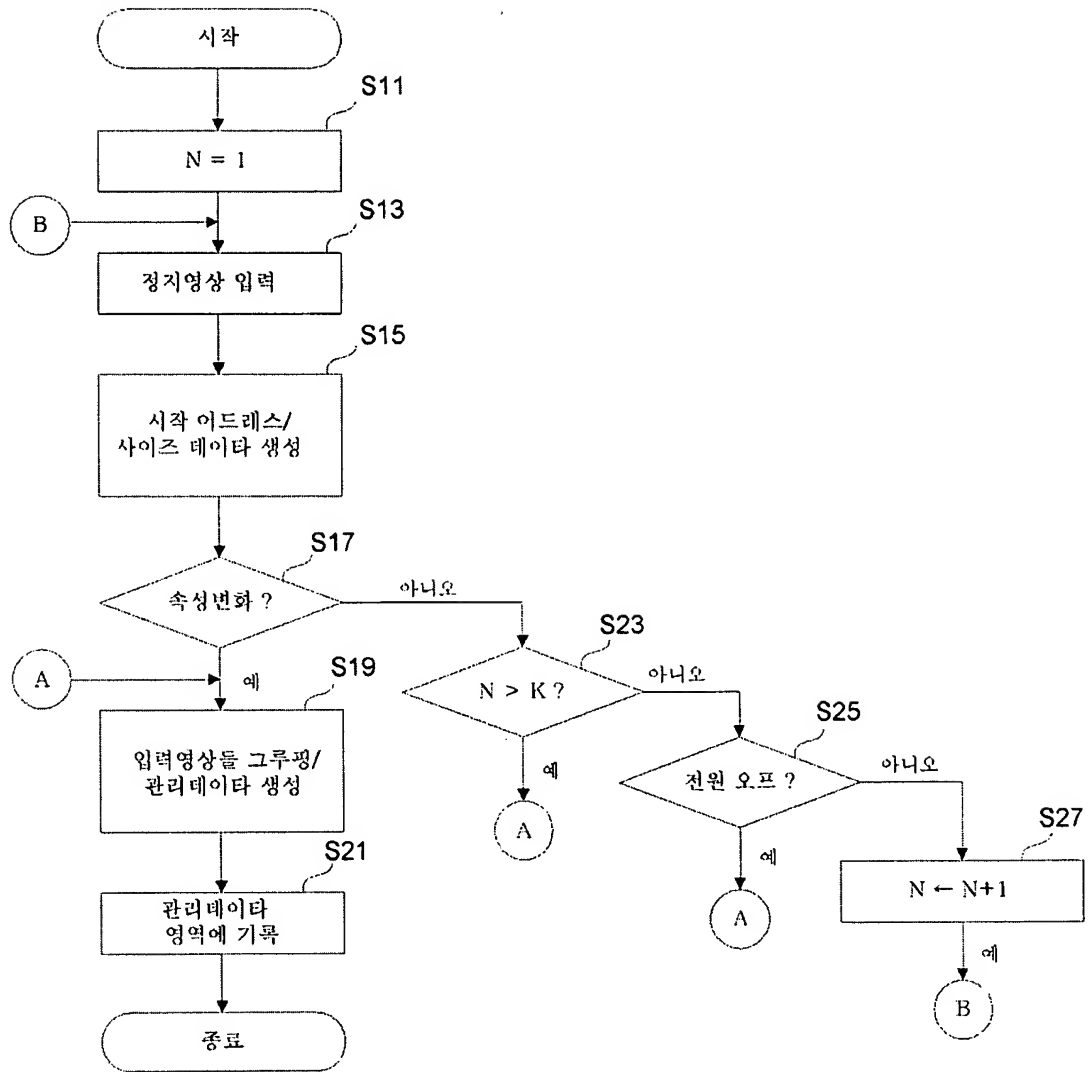 시작
S11
N = 1
B
S13
정지영상 입력
S15
시작 어드레스/
사이즈 데이타 생성
S17
속성변화 ?
아니오
A
예
S19
입력영상들 그루핑/
관리데이타 생성
S21
관리데이타
영역에 기록
종료
S23
N > K ?
아니오
예
A
S25
전원 오프 ?
아니오
예
A
S27
N ← N+1
예
B